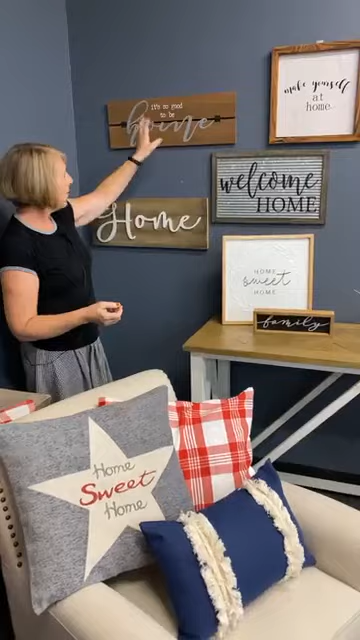 it's so good
to be
home
make yourself
at
home.
welcome
HOME
Home
HOME
sweet
HOME
family
Home
Sweet
Home